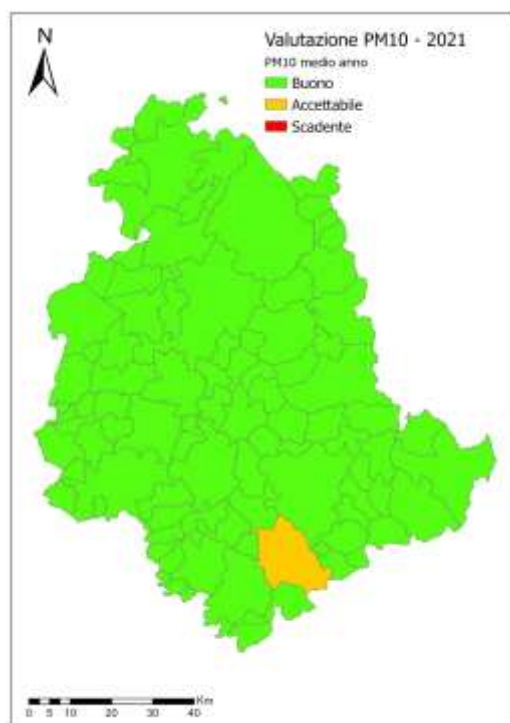 N
Valutazione PM10 - 2021
PM10 medio anno
Buono
Accettabile
Scadente
Km
0 5 10 20 30 40